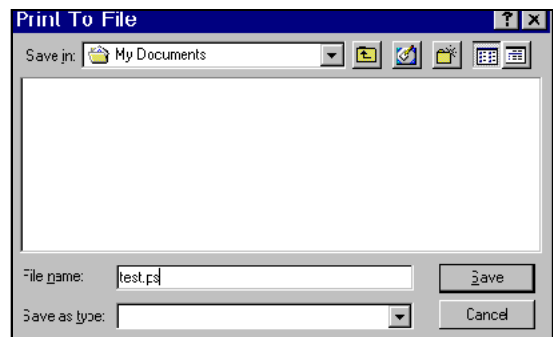 Print To File
Save in: My Documents
File name: test.ps
Save
Save as type:
Cancel